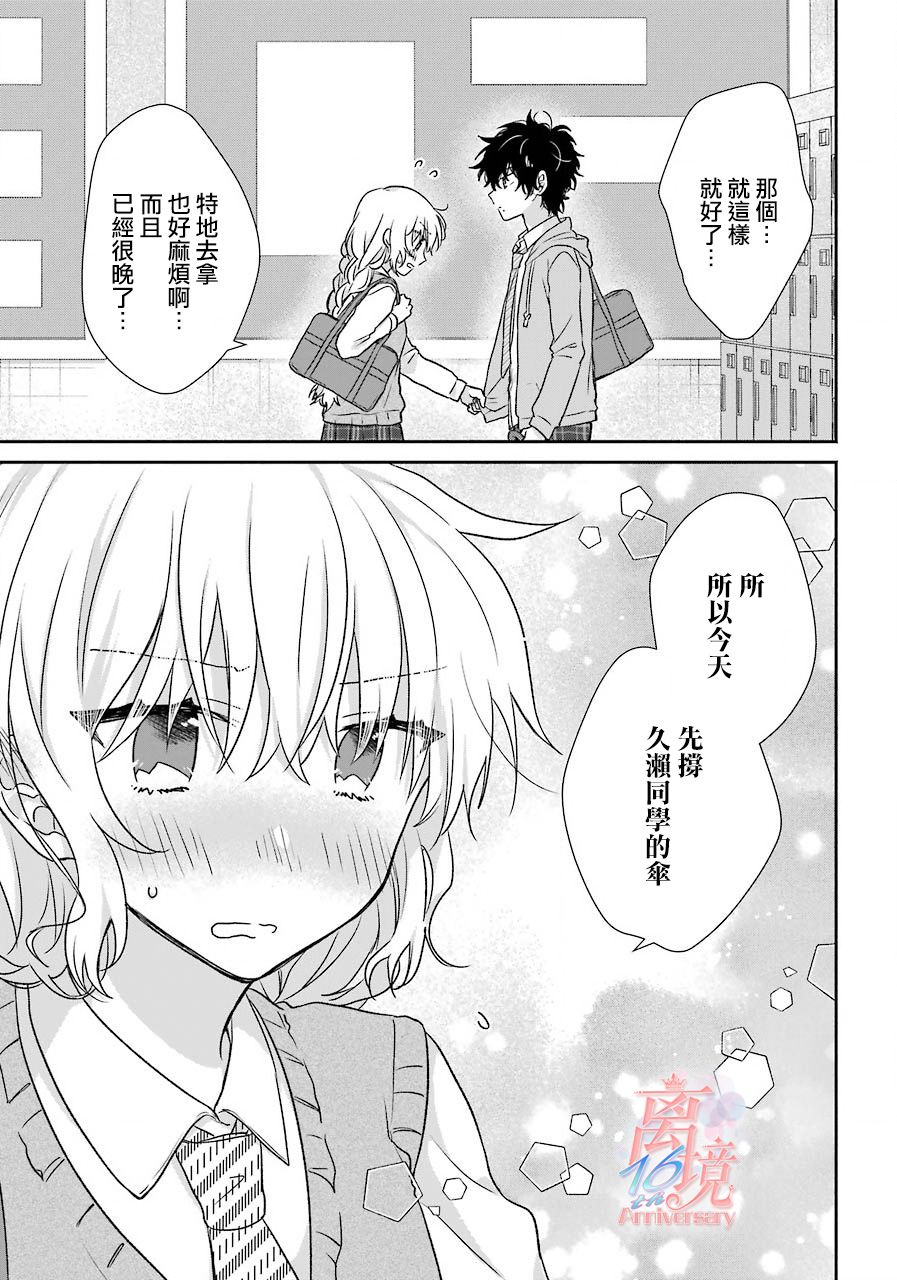 那個…
就這樣
就好了…
特地去拿
也好麻煩啊…
而且
已經很晚了…
所
所以今天
先撐
久瀨同學的傘
离境
16th
Anniversary